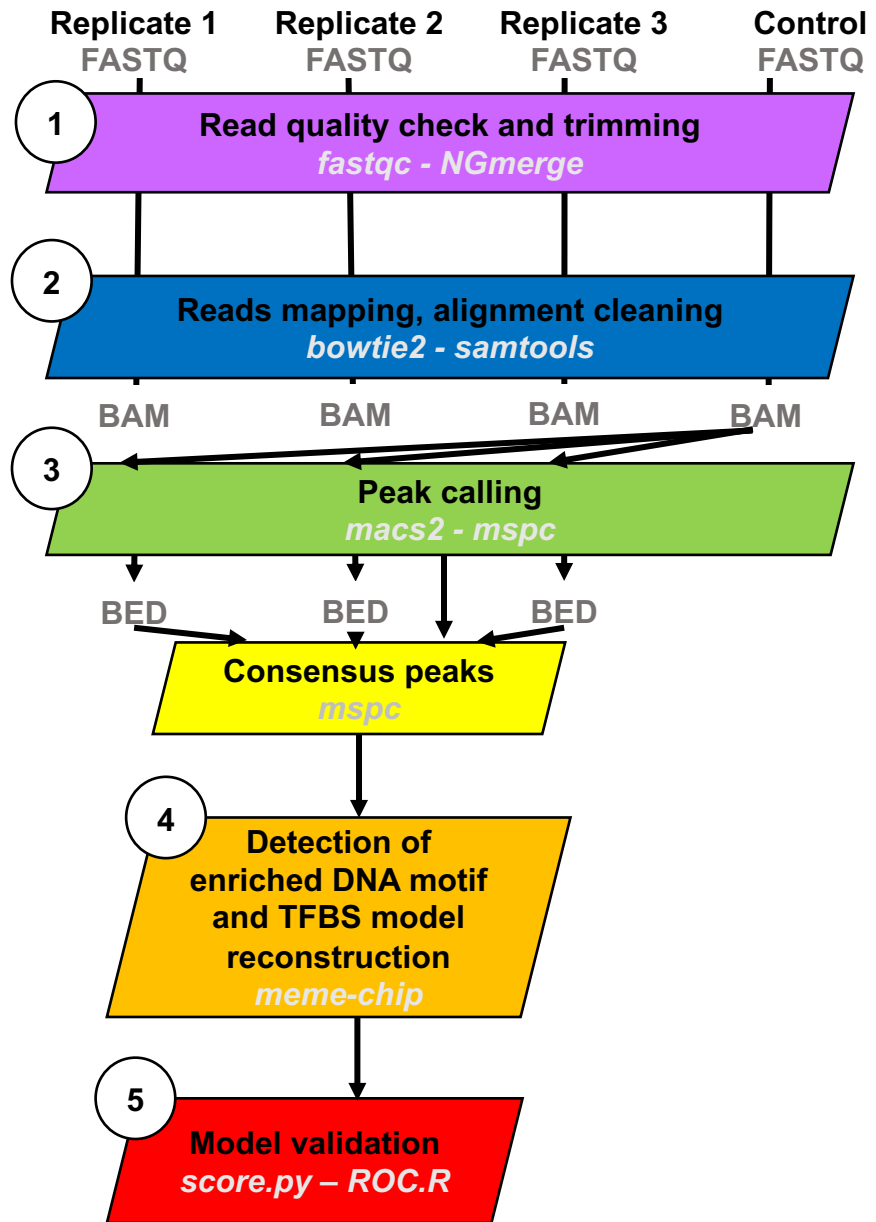 Replicate 1 Replicate 2 Replicate 3 Control
FASTQ FASTQ FASTQ FASTQ
1
Read quality check and trimming
fastqc - NGmerge
2
Reads mapping, alignment cleaning
bowtie2 - samtools
BAM BAM BAM BAM
3
Peak calling
macs2 - mspc
BED BED BED
Consensus peaks
mspc
4
Detection of
enriched DNA motif
and TFBS model
reconstruction
meme-chip
5
Model validation
score.py – ROC.R